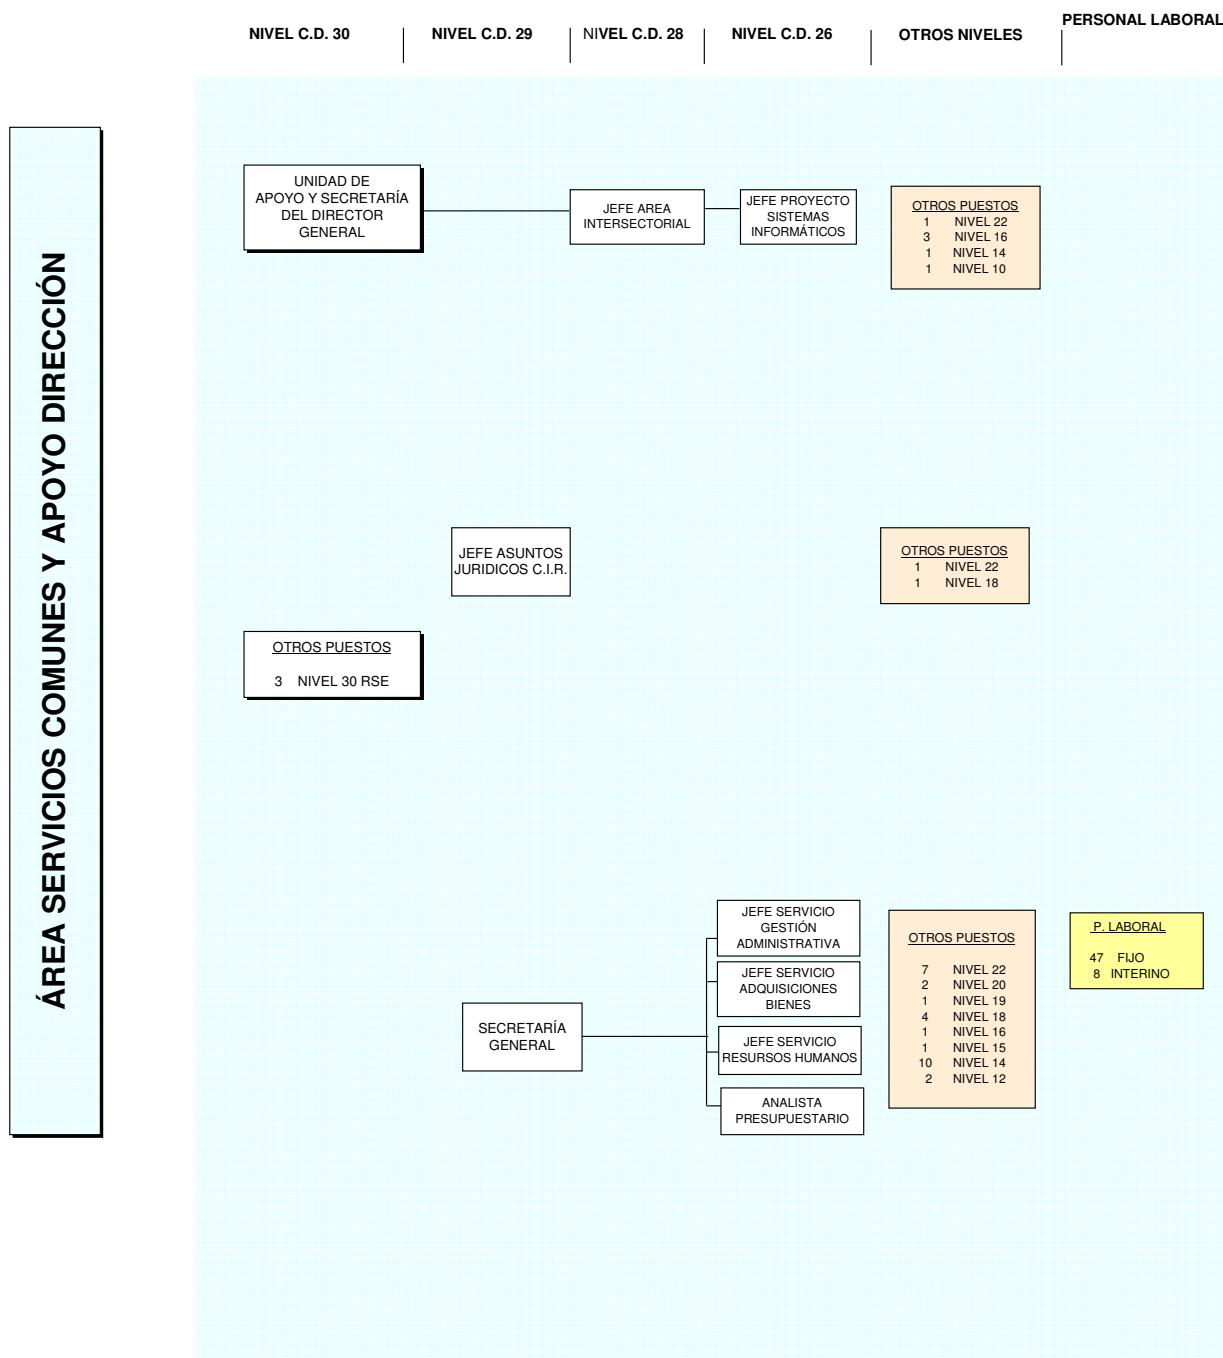 NIVEL C.D. 30
NIVEL C.D. 29
NIVEL C.D. 28
NIVEL C.D. 26
OTROS NIVELES
PERSONAL LABORAL
ÁREA SERVICIOS COMUNES Y APOYO DIRECCIÓN
UNIDAD DE
APOYO Y SECRETARÍA
DEL DIRECTOR
GENERAL
JEFE AREA
INTERSECTORIAL
JEFE PROYECTO
SISTEMAS
INFORMÁTICOS
OTROS PUESTOS
1 NIVEL 22
3 NIVEL 16
1 NIVEL 14
1 NIVEL 10
JEFE ASUNTOS
JURIDICOS C.I.R.
OTROS PUESTOS
1 NIVEL 22
1 NIVEL 18
OTROS PUESTOS
3 NIVEL 30 RSE
SECRETARÍA
GENERAL
JEFE SERVICIO
GESTIÓN
ADMINISTRATIVA
JEFE SERVICIO
ADQUISICIONES
BIENES
JEFE SERVICIO
RESURSOS HUMANOS
ANALISTA
PRESUPUESTARIO
OTROS PUESTOS
7 NIVEL 22
2 NIVEL 20
1 NIVEL 19
4 NIVEL 18
1 NIVEL 16
1 NIVEL 15
10 NIVEL 14
2 NIVEL 12
P. LABORAL
47 FIJO
8 INTERINO